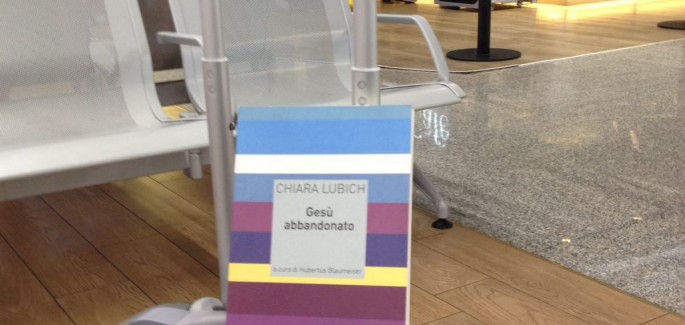 CHIARA LUBICH
Gesù
abbandonato
a cura di Hubertus Blaumeiser